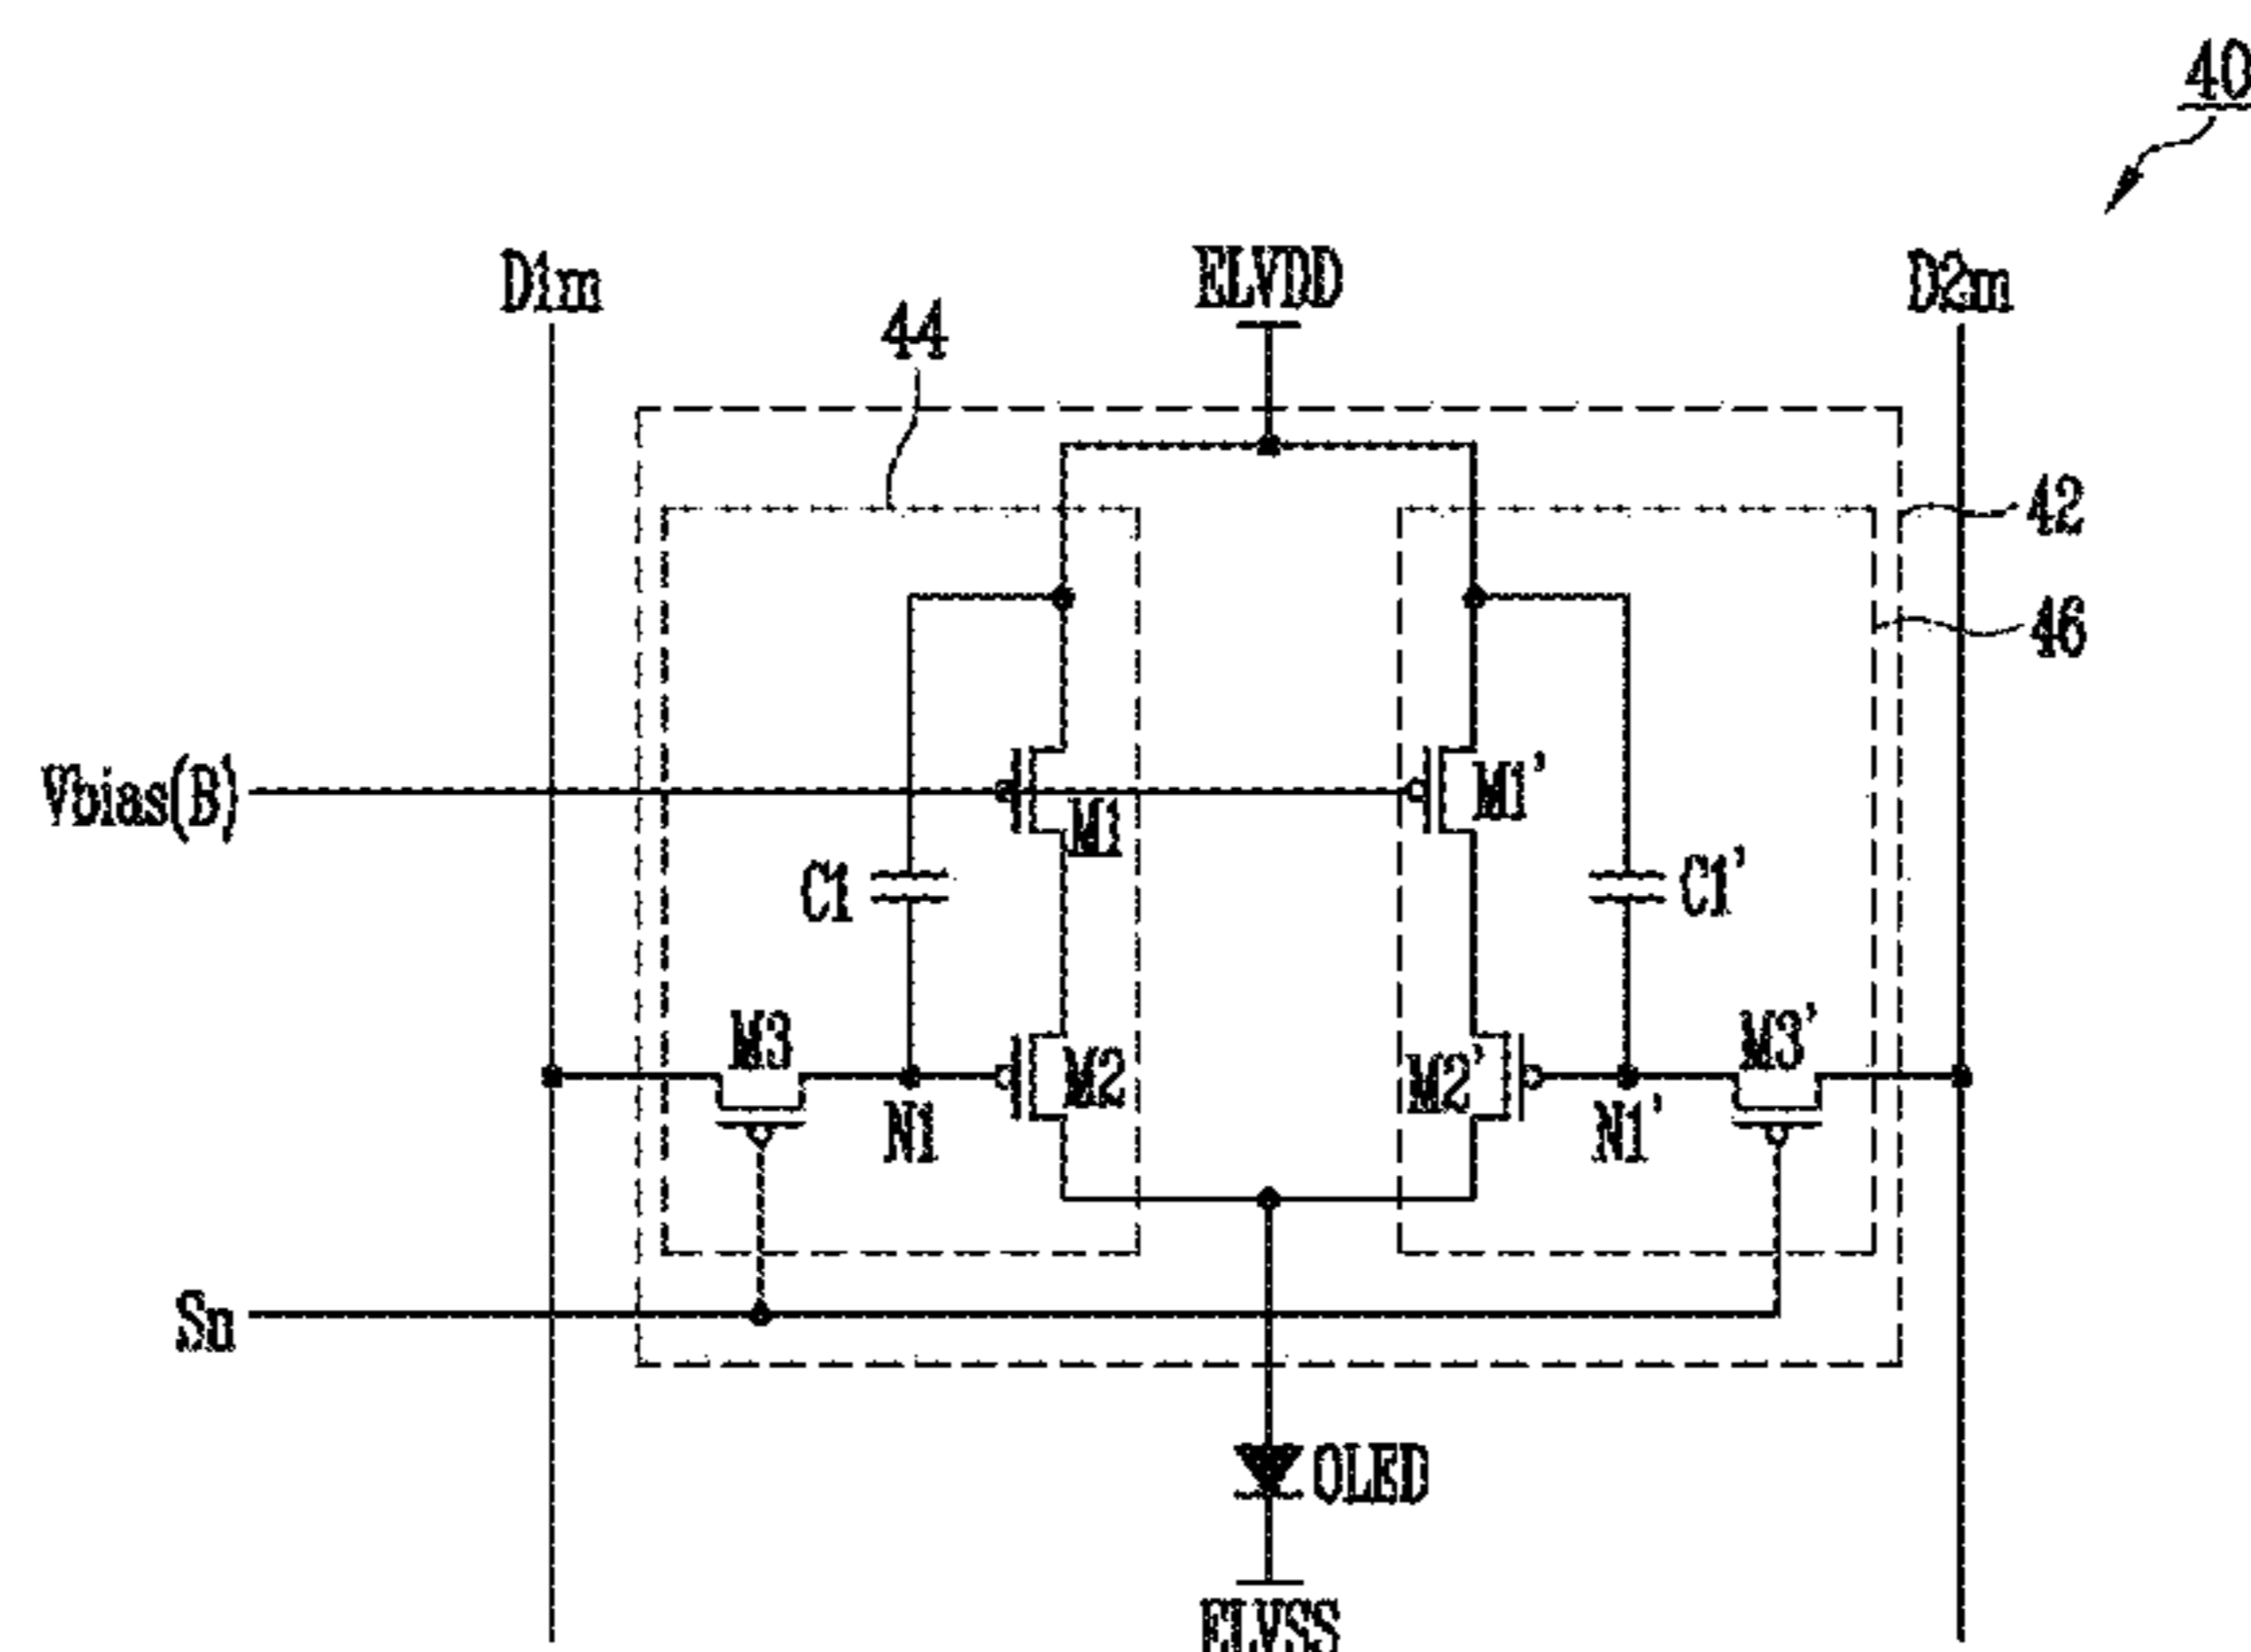 40
D1m
ELVDD
D2m
44
42
46
Vbias(B)
M1
M1'
C1
C1'
M3
M2
M2'
M3'
N1
N1'
Sn
OLED
ELVSS